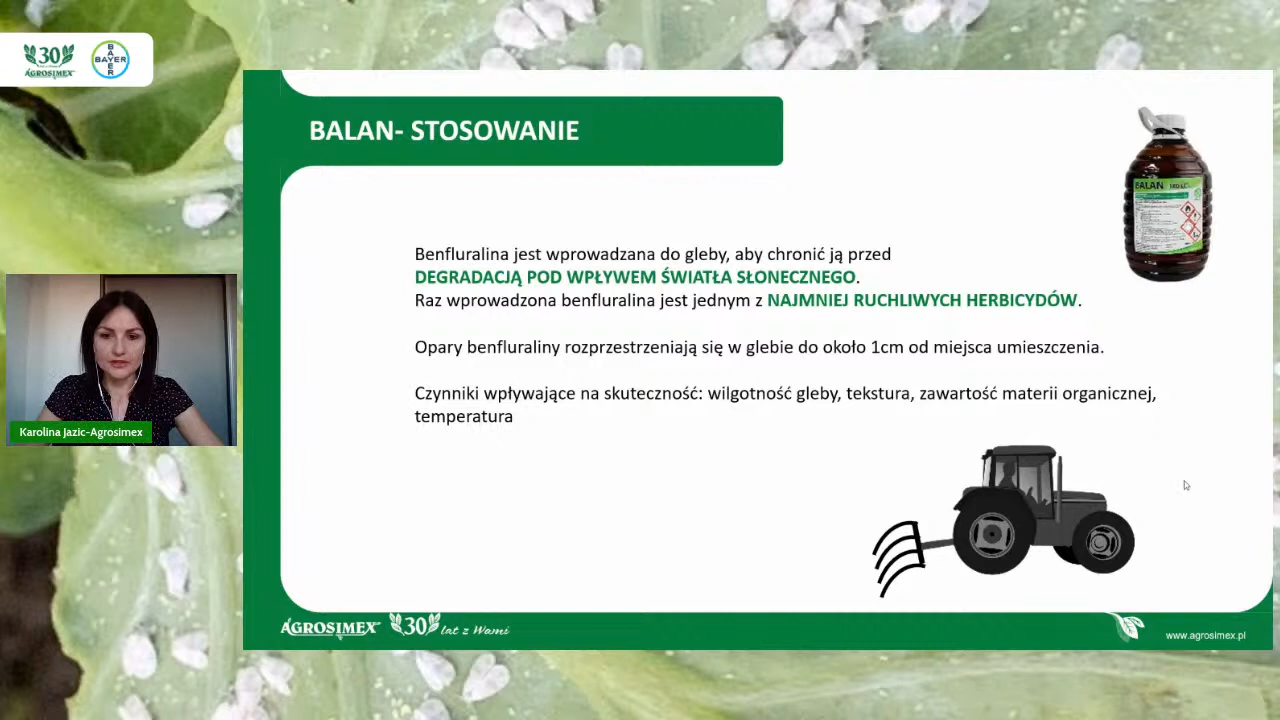 30
AGROSIMEX
BAYER
BAYER
BALAN- STOSOWANIE
BALAN
Benfluralina jest wprowadzana do gleby, aby chronić ją przed
DEGRADACJĄ POD WPŁYWEM ŚWIATŁA SŁONECZNEGO.
Raz wprowadzona benfluralina jest jednym z NAJMNIEJ RUCHLIWYCH HERBICYDÓW.
Opary benfluraliny rozprzestrzeniają się w glebie do około 1cm od miejsca umieszczenia.
Czynniki wpływające na skuteczność: wilgotność gleby, tekstura, zawartość materii organicznej,
temperatura
Karolina Jazic-Agrosimex
AGROSIMEX 30 lat z Wami
www.agrosimex.pl